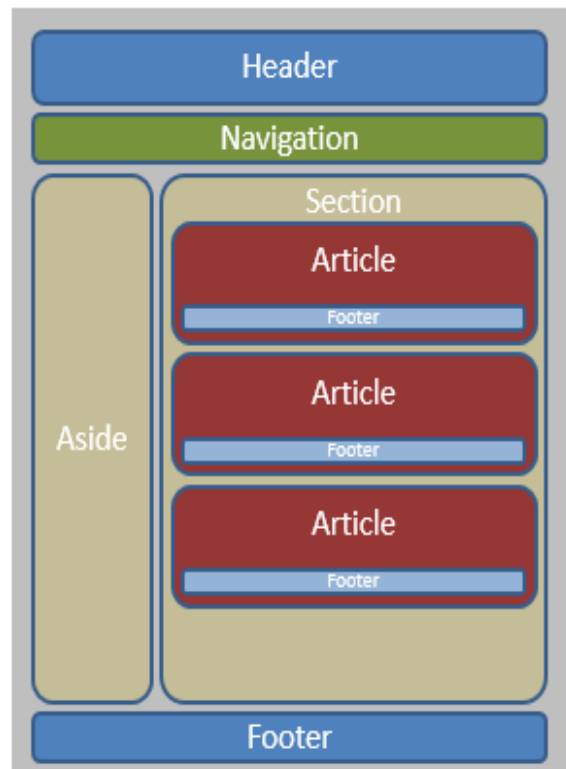 Header
Navigation
Aside
Section
Article
Footer
Article
Footer
Article
Footer
Footer